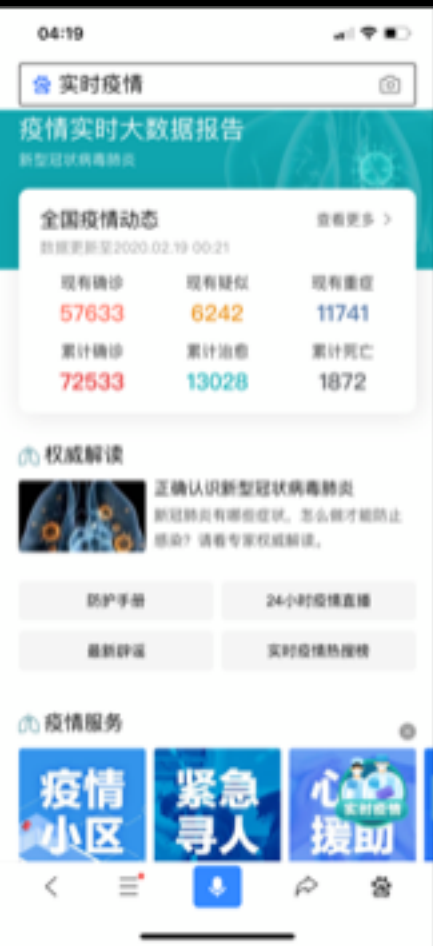 04:19
实时疫情
疫情实时大数据报告
新型冠状病毒肺炎
全国疫情动态
查看更多 >
数据更新至2020.02.19 00:21
现有确诊 现有疑似 现有重症
57633 6242 11741
累计确诊 累计治愈 累计死亡
72533 13028 1872
权威解读
正确认识新型冠状病毒肺炎
新冠肺炎有哪些症状，怎么做才能防止
感染？请看专家权威解读。
防护手册 24小时疫情直播
最新辟谣 实时疫情热搜榜
疫情服务
疫情 紧急 心
小区 寻人 援助
实时疫情